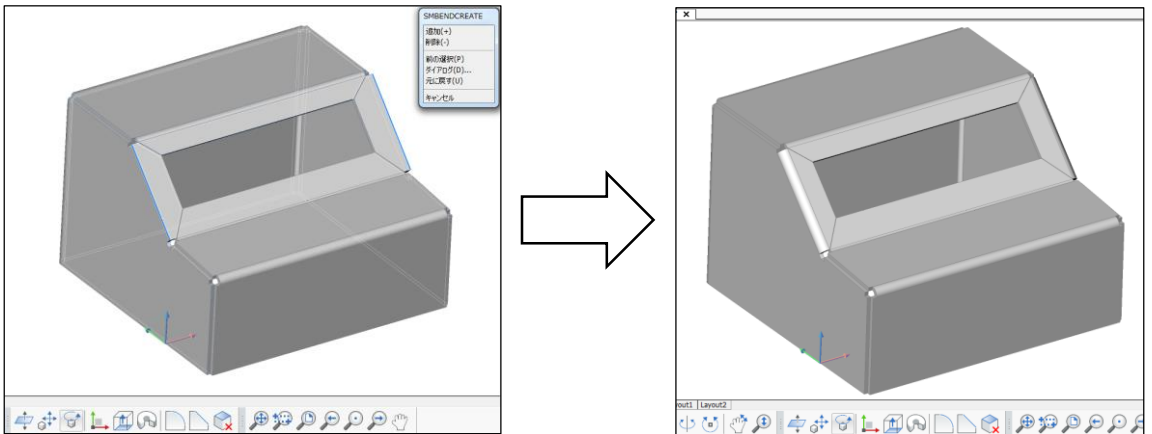 SMBENDCREATE
追加(+)
削除(-)
前の選択(P)
ダイアログ(D)...
元に戻す(U)
キャンセル
Layout2